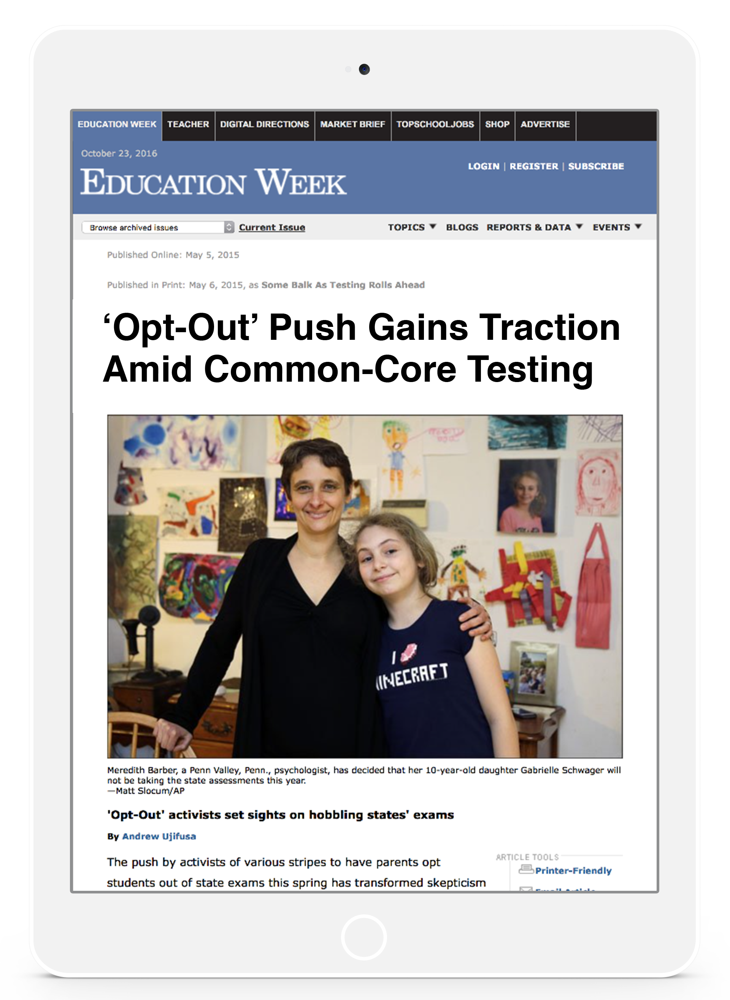 EDUCATION WEEK
TEACHER
DIGITAL DIRECTIONS
MARKET BRIEF
TOPSCHOOLJOBS
SHOP
ADVERTISE
October 23, 2016
LOGIN | REGISTER | SUBSCRIBE
EDUCATION WEEK
Browse archived issues
Current Issue
TOPICS ▼
BLOGS
REPORTS & DATA ▼
EVENTS ▼
Published Online: May 5, 2015
Published in Print: May 6, 2015, as Some Balk As Testing Rolls Ahead
‘Opt-Out’ Push Gains Traction
Amid Common-Core Testing
I
INECRAFT
Meredith Barber, a Penn Valley, Penn., psychologist, has decided that her 10-year-old daughter Gabrielle Schwager will
not be taking the state assessments this year.
—Matt Slocum/AP
'Opt-Out' activists set sights on hobbling states' exams
By Andrew Ujifusa
The push by activists of various stripes to have parents opt
students out of state exams this spring has transformed skepticism
ARTICLE TOOLS
Printer-Friendly
Email Article